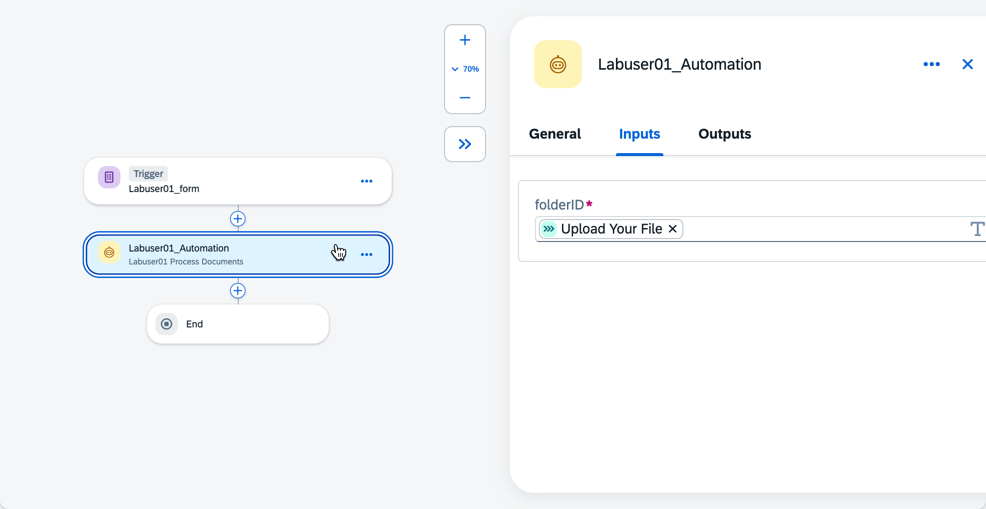 70%
Trigger
Labuser01_form
Labuser01_Automation
Labuser01 Process Documents
End
Labuser01_Automation
General Inputs Outputs
folderID*
Upload Your File